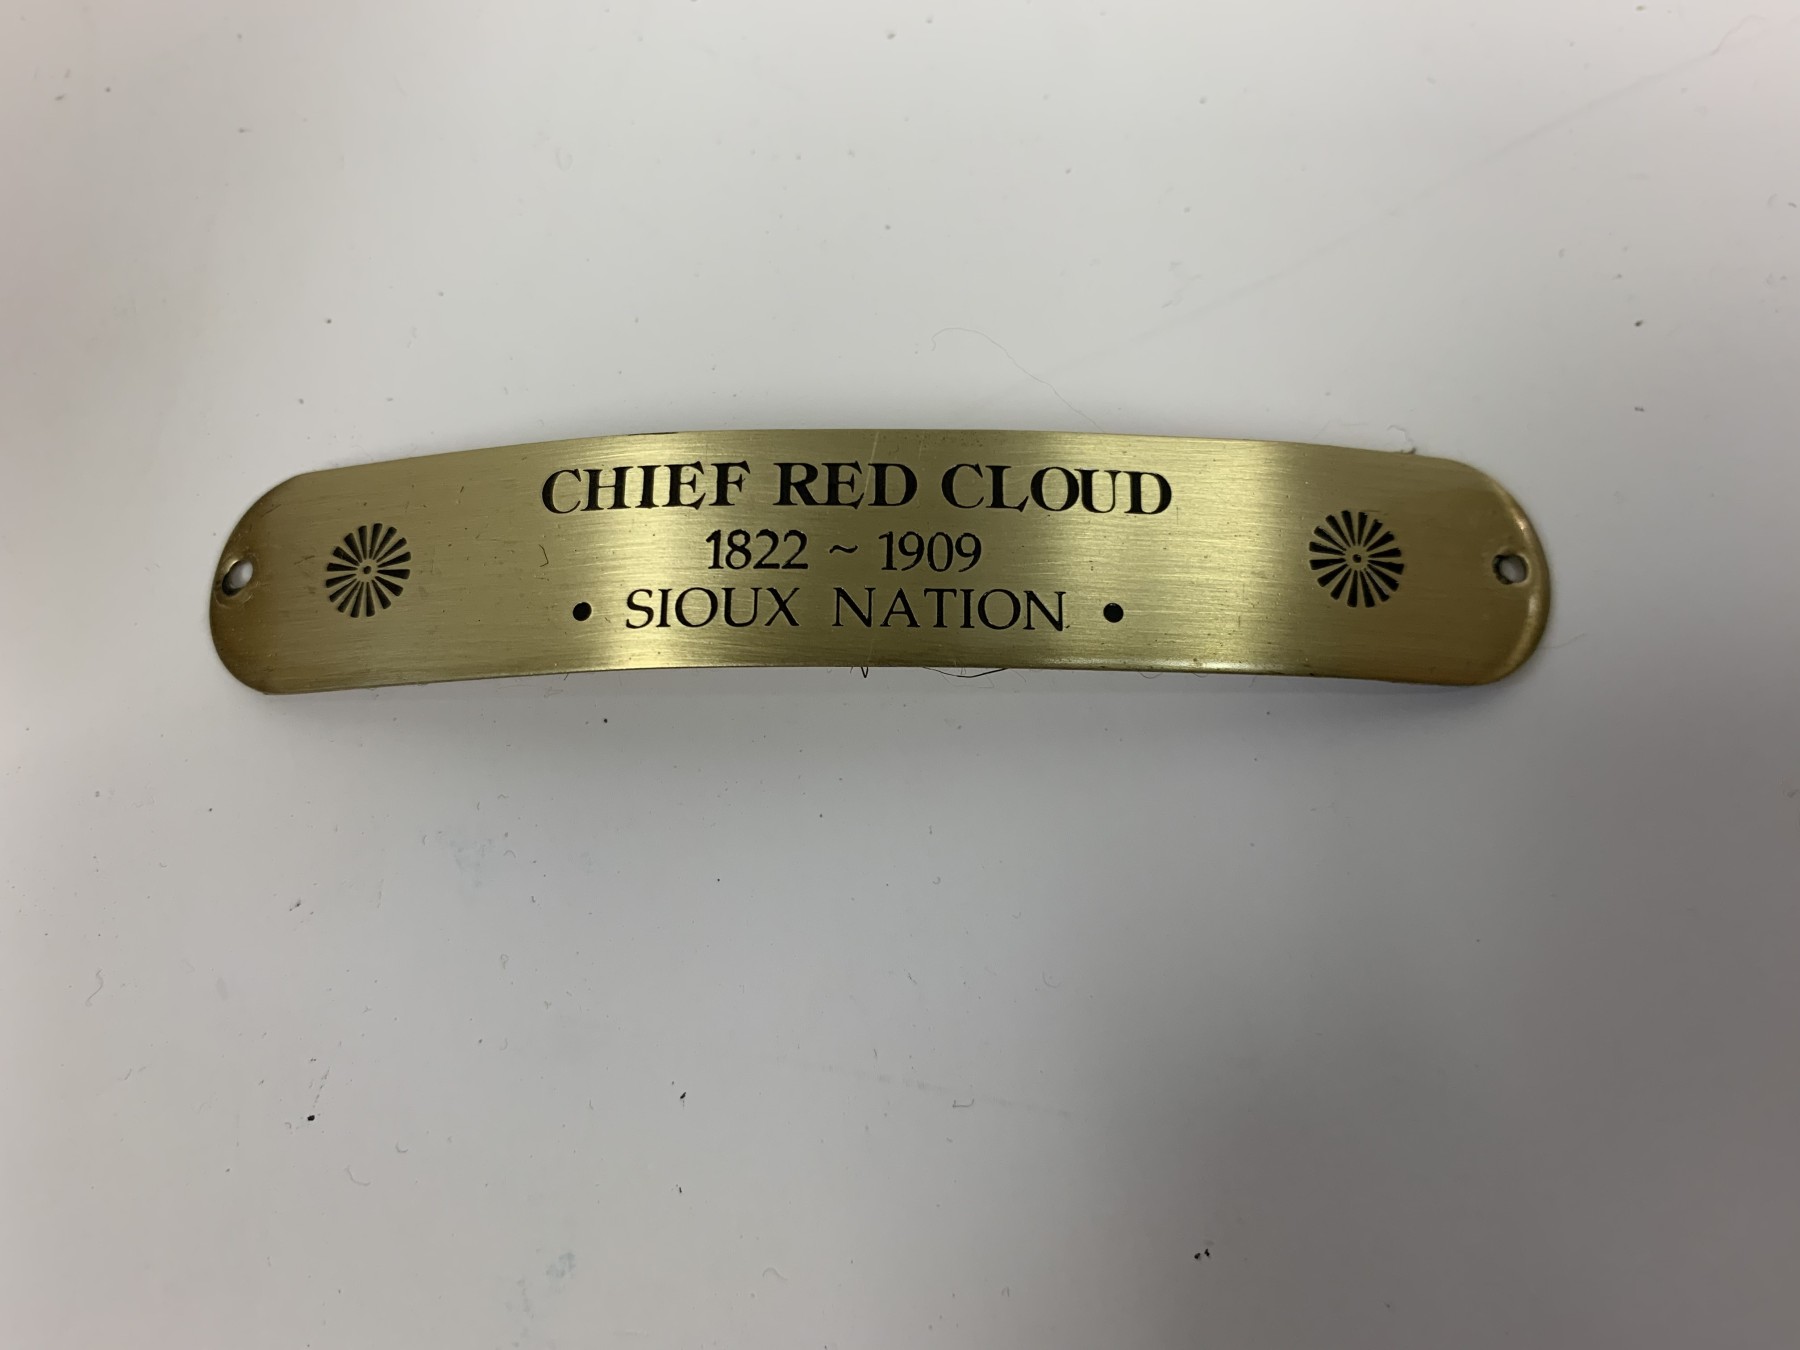 CHIEF RED CLOUD
1822 ~ 1909
• SIOUX NATION •